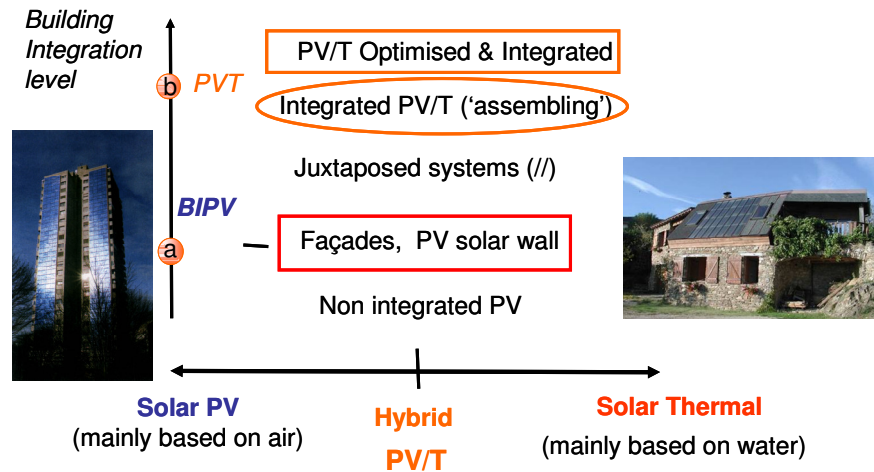 Building
Integration
level
PV/T Optimised & Integrated
b PVT
Integrated PV/T (‘assembling’)
Juxtaposed systems (//)
BIPV
a
Façades, PV solar wall
Non integrated PV
Solar PV
(mainly based on air)
Hybrid
PV/T
Solar Thermal
(mainly based on water)